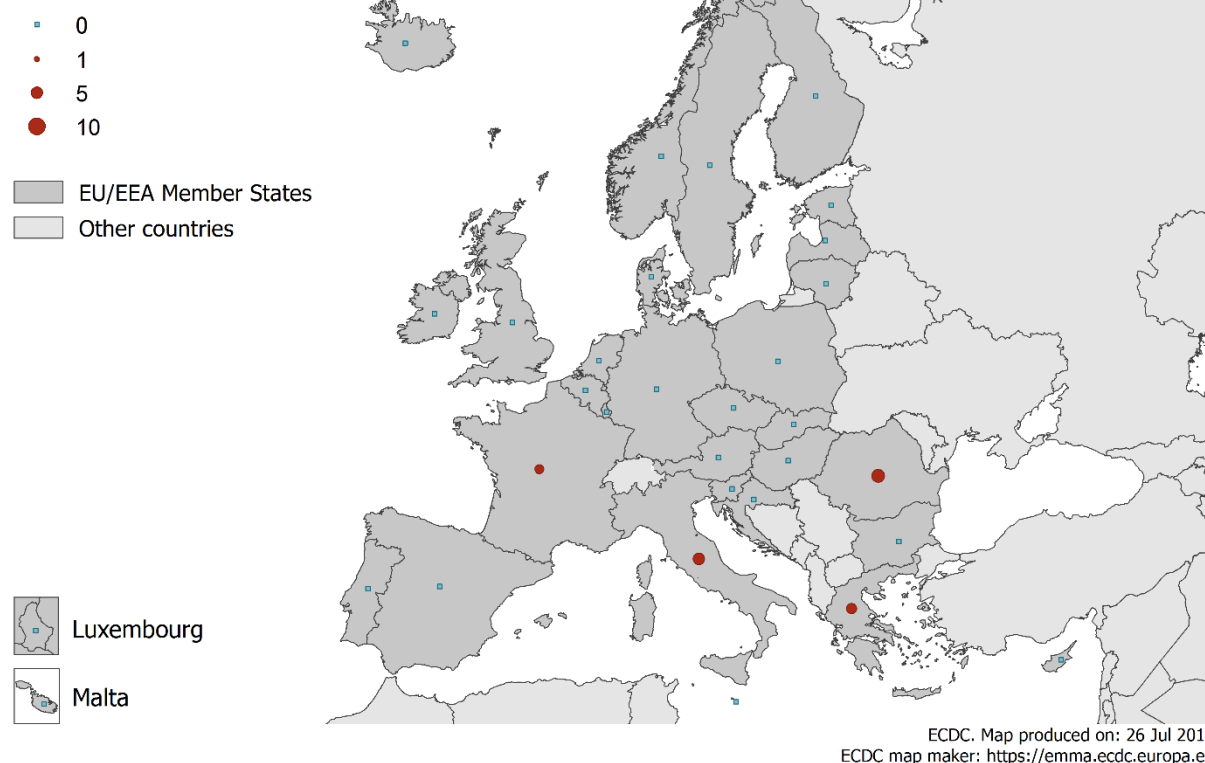 0
1
5
10
EU/EEA Member States
Other countries
Luxembourg
Malta
ECDC. Map produced on: 26 Jul 201
ECDC map maker: https://emma.ecdc.europa.e